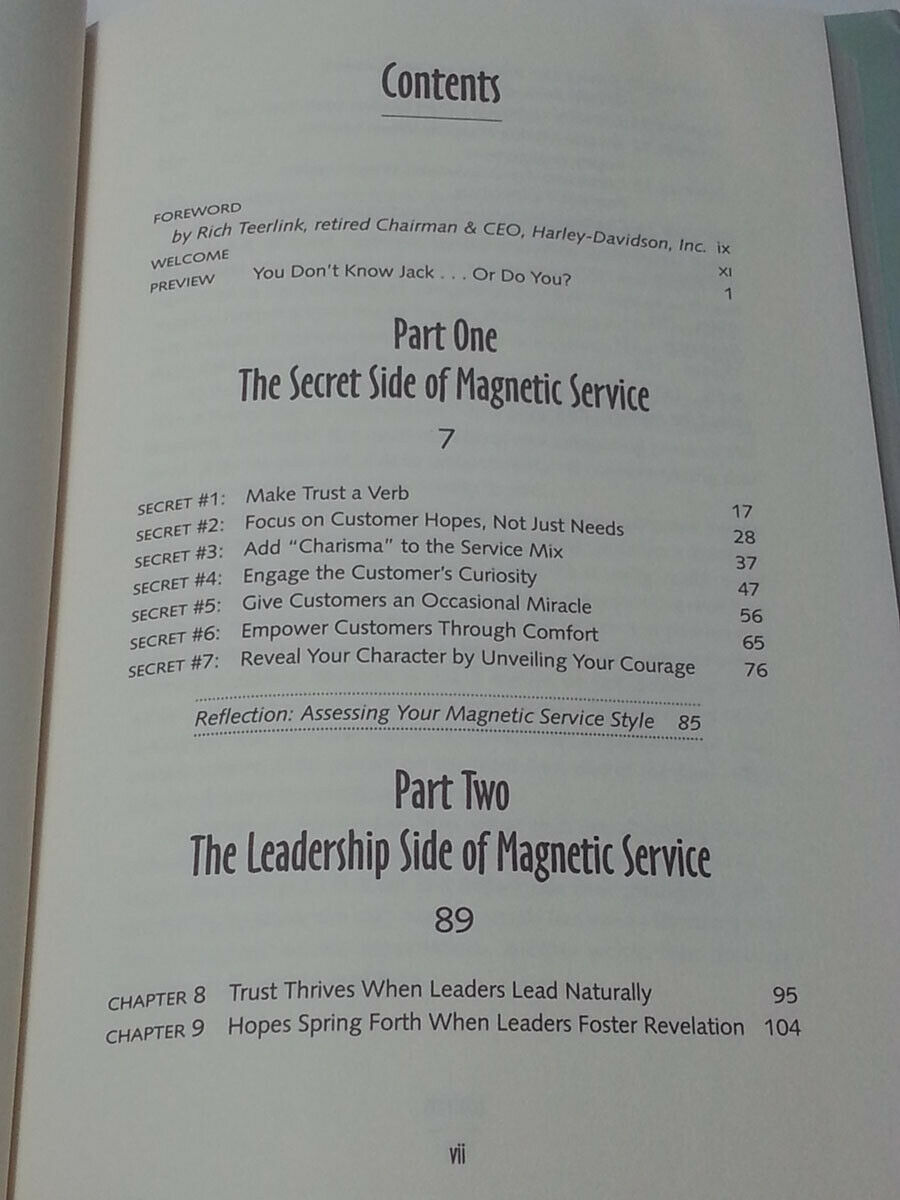 Contents
FOREWORD
by Rich Teerlink, retired Chairman & CEO, Harley-Davidson, Inc. ix
WELCOME xi
PREVIEW You Don't Know Jack . . . Or Do You? 1
Part One
The Secret Side of Magnetic Service
7
SECRET #1: Make Trust a Verb 17
SECRET #2: Focus on Customer Hopes, Not Just Needs 28
SECRET #3: Add "Charisma" to the Service Mix 37
SECRET #4: Engage the Customer's Curiosity 47
SECRET #5: Give Customers an Occasional Miracle 56
SECRET #6: Empower Customers Through Comfort 65
SECRET #7: Reveal Your Character by Unveiling Your Courage 76
Reflection: Assessing Your Magnetic Service Style 85
Part Two
The Leadership Side of Magnetic Service
89
CHAPTER 8 Trust Thrives When Leaders Lead Naturally 95
CHAPTER 9 Hopes Spring Forth When Leaders Foster Revelation 104
vii